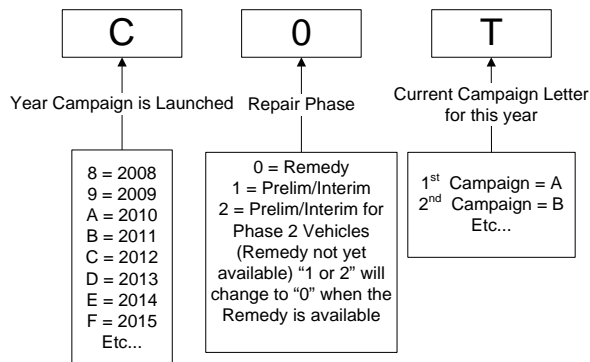 C
0
T
Year Campaign is Launched
Repair Phase
Current Campaign Letter
for this year
8 = 2008
9 = 2009
A = 2010
B = 2011
C = 2012
D = 2013
E = 2014
F = 2015
Etc...
0 = Remedy
1 = Prelim/Interim
2 = Prelim/Interim for
Phase 2 Vehicles
(Remedy not yet
available) “1 or 2” will
change to “0” when the
Remedy is available
1st Campaign = A
2nd Campaign = B
Etc...